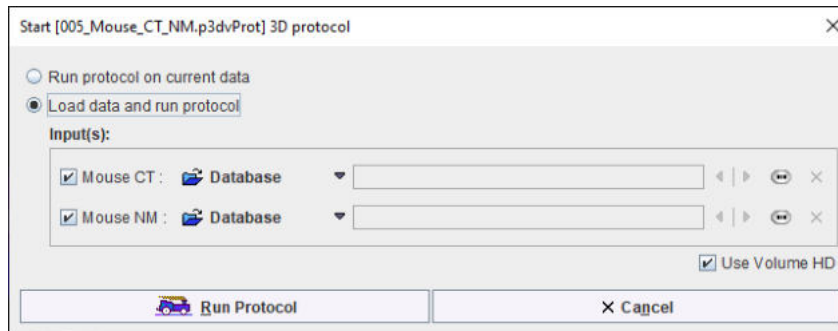 Start [005_Mouse_CT_NM.p3dvProt] 3D protocol
Run protocol on current data
Load data and run protocol
Input(s):
Mouse CT : Database
Mouse NM : Database
Use Volume HD
Run Protocol
Cancel